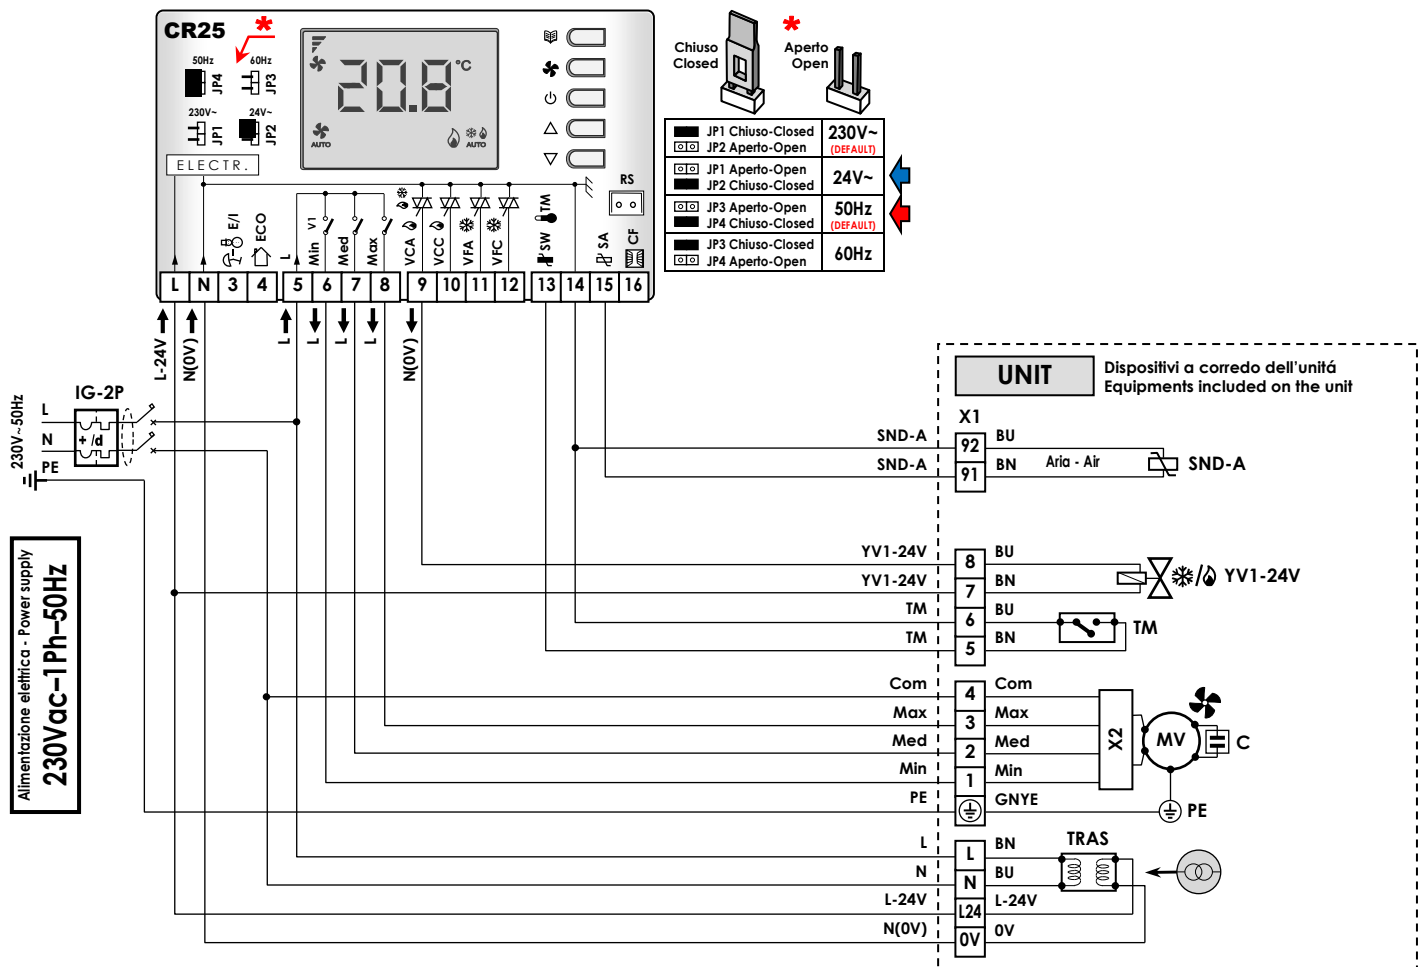 CR25
*
50Hz
JP4
60Hz
JP3
230V~
JP1
24V~
JP2
ELECTR.
20.8 °C
AUTO
AUTO
RS
E/I
ECO
L
Min
V1
Med
Max
VCA
VCC
VFA
VFC
SW
TM
SA
CF
L N 3 4 5 6 7 8 9 10 11 12 13 14 15 16
Chiuso
Closed
*
Aperto
Open
JP1 Chiuso-Closed
JP2 Aperto-Open
230V~
(DEFAULT)
JP1 Aperto-Open
JP2 Chiuso-Closed
24V~
JP3 Aperto-Open
JP4 Chiuso-Closed
50Hz
(DEFAULT)
JP3 Chiuso-Closed
JP4 Aperto-Open
60Hz
L-24V
N(0V)
L
L
L
L
N(0V)
230V~50Hz
IG-2P
L
N
PE
+ /d
Alimentazione elettrica - Power supply
230Vac–1Ph–50Hz
UNIT
Dispositivi a corredo dell'unitá
Equipments included on the unit
X1
SND-A 92 BU
SND-A 91 BN
Aria - Air
SND-A
YV1-24V 8 BU
YV1-24V 7 BN
YV1-24V
TM 6 BU
TM 5 BN
TM
Com 4 Com
Max 3 Max
Med 2 Med
Min 1 Min
PE GNYE
X2
MV
C
PE
TRAS
L L BN
N N BU
L-24V L24 L-24V
N(0V) 0V 0V